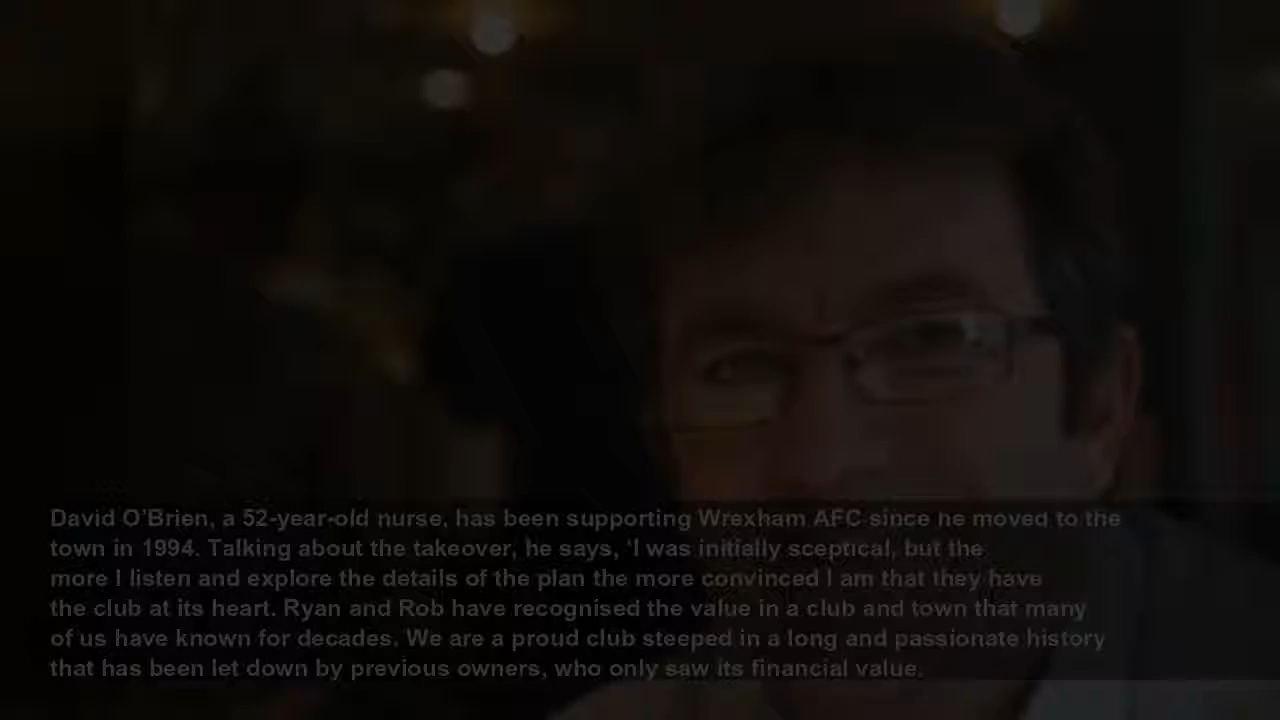 David O'Brien, a 52-year-old nurse, has been supporting Wrexham AFC since he moved to the
town in 1994. Talking about the takeover, he says, ‘I was initially sceptical, but the
more I listen and explore the details of the plan the more convinced I am that they have
the club at its heart. Ryan and Rob have recognised the value in a club and town that many
of us have known for decades. We are a proud club steeped in a long and passionate history
that has been let down by previous owners, who only saw its financial value.